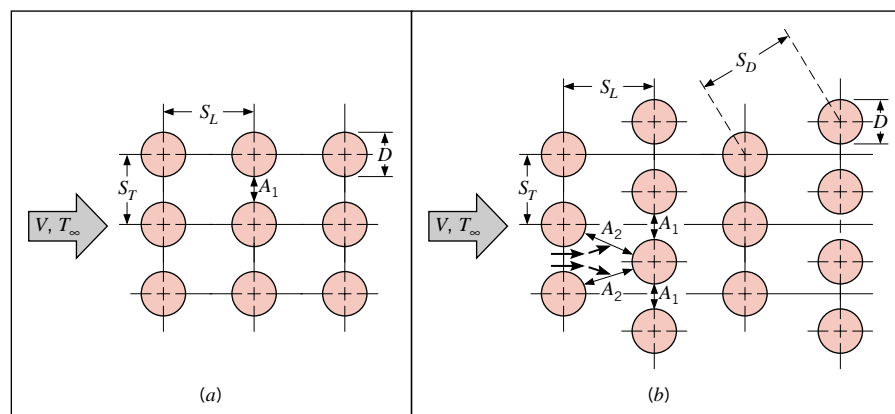 S_L
S_T
D
A_1
V, T_∞
(a)
S_D
S_L
D
S_T
A_2
A_1
V, T_∞
A_2
A_1
(b)